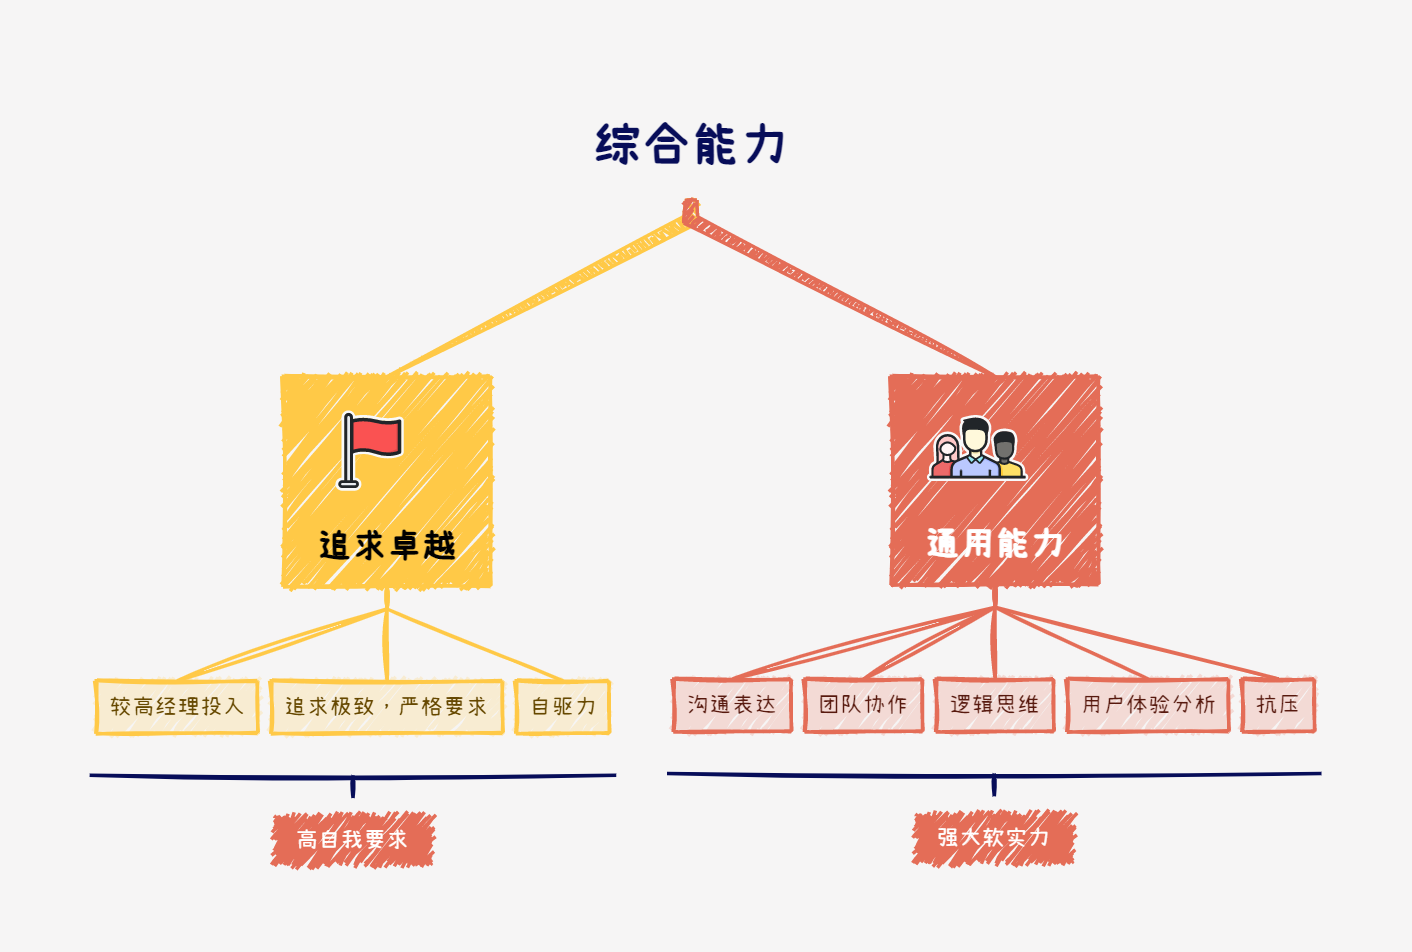 综合能力
追求卓越
通用能力
较高经理投入
追求极致，严格要求
自驱力
沟通表达
团队协作
逻辑思维
用户体验分析
抗压
高自我要求
强大软实力